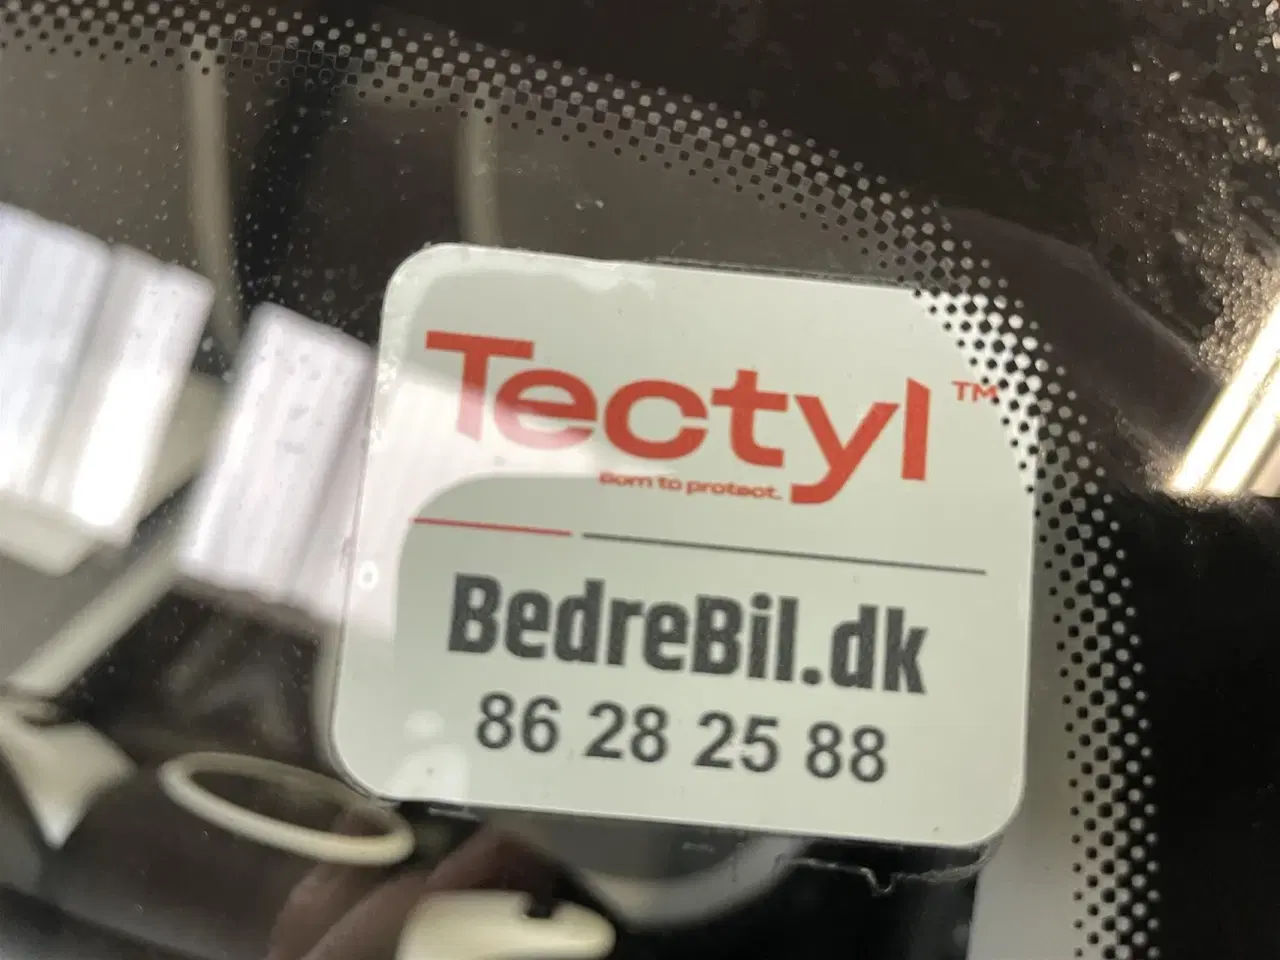 Tectyl™
Born to protect.
BedreBil.dk
86 28 25 88